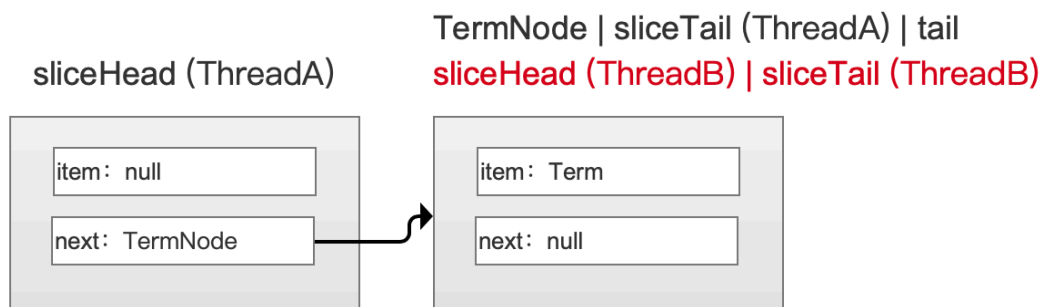 TermNode | sliceTail (ThreadA) | tail
sliceHead (ThreadA)
sliceHead (ThreadB) | sliceTail (ThreadB)
item：null
next：TermNode
item：Term
next：null